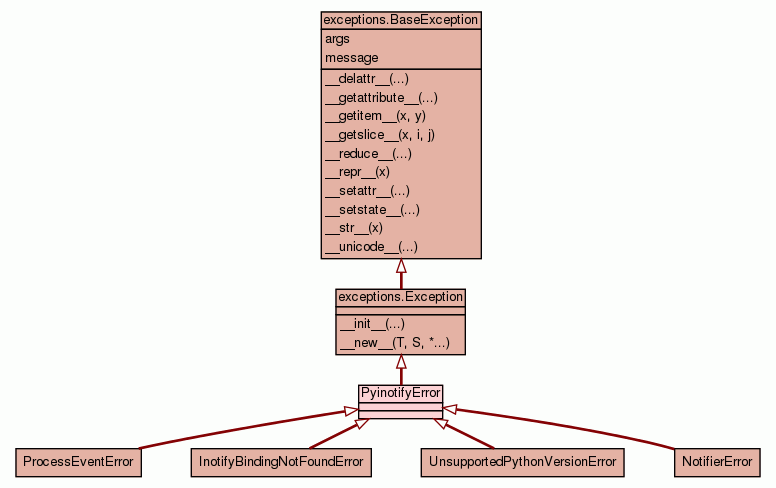 exceptions.BaseException
args
message
__delattr__(...)
__getattribute__(...)
__getitem__(x, y)
__getslice__(x, i, j)
__reduce__(...)
__repr__(x)
__setattr__(...)
__setstate__(...)
__str__(x)
__unicode__(...)
exceptions.Exception
__init__(...)
__new__(T, S, *...)
PyinotifyError
ProcessEventError
InotifyBindingNotFoundError
UnsupportedPythonVersionError
NotifierError